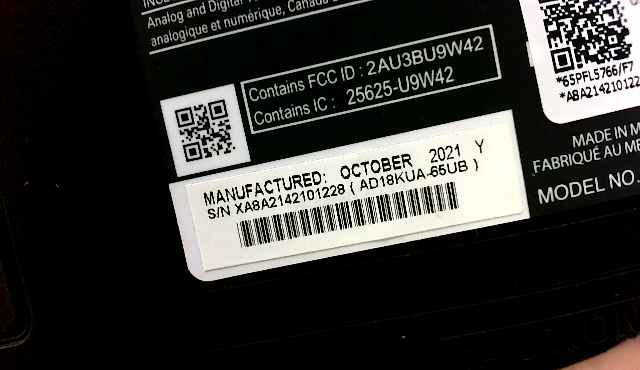 Analog and Digital
analogique et numérique, Canada
Contains FCC ID : 2AU3BU9W42
Contains IC : 25625-U9W42
*65PFL5766/F7
*A8A214210122
MADE IN M
FABRIQUÉ AU ME
MODEL NO.
MANUFACTURED: OCTOBER 2021 Y
S/N XA8A2142101228 ( AD18KUA-65UB )